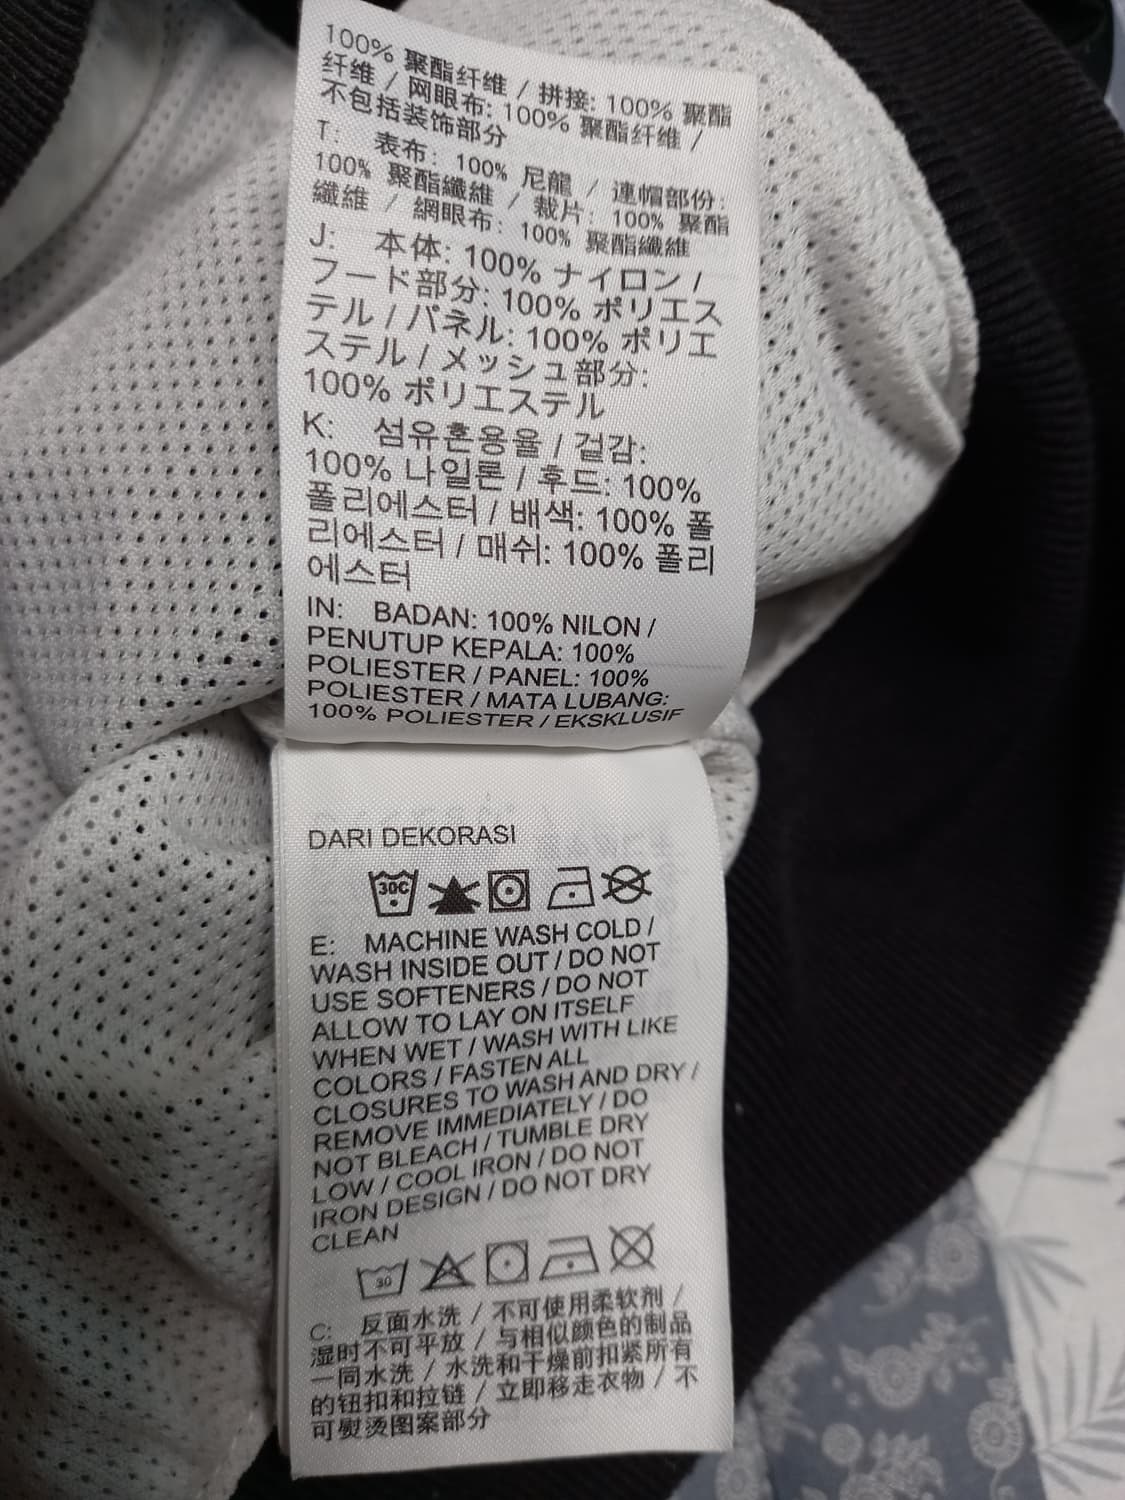 100% 聚酯纤维 / 拼接: 100% 聚酯
纤维 / 网眼布: 100% 聚酯纤维 /
不包括装饰部分
T: 表布: 100% 尼龍 / 連帽部份:
100% 聚酯纖維 / 裁片: 100% 聚酯
纖維 / 網眼布: 100% 聚酯纖維
J: 本体: 100% ナイロン /
フード部分: 100% ポリエス
テル / パネル: 100% ポリエ
ステル / メッシュ部分:
100% ポリエステル
K: 섬유혼용율 / 겉감:
100% 나일론 / 후드: 100%
폴리에스터 / 배색: 100% 폴
리에스터 / 매쉬: 100% 폴리
에스터
IN: BADAN: 100% NILON /
PENUTUP KEPALA: 100%
POLIESTER / PANEL: 100%
POLIESTER / MATA LUBANG:
100% POLIESTER / EKSKLUSIF
DARI DEKORASI
30C
E: MACHINE WASH COLD /
WASH INSIDE OUT / DO NOT
USE SOFTENERS / DO NOT
ALLOW TO LAY ON ITSELF
WHEN WET / WASH WITH LIKE
COLORS / FASTEN ALL
CLOSURES TO WASH AND DRY /
REMOVE IMMEDIATELY / DO
NOT BLEACH / TUMBLE DRY
LOW / COOL IRON / DO NOT
IRON DESIGN / DO NOT DRY
CLEAN
30
C: 反面水洗 / 不可使用柔软剂 /
湿时不可平放 / 与相似颜色的制品
一同水洗 / 水洗和干燥前扣紧所有
的钮扣和拉链 / 立即移走衣物 / 不
可熨烫图案部分